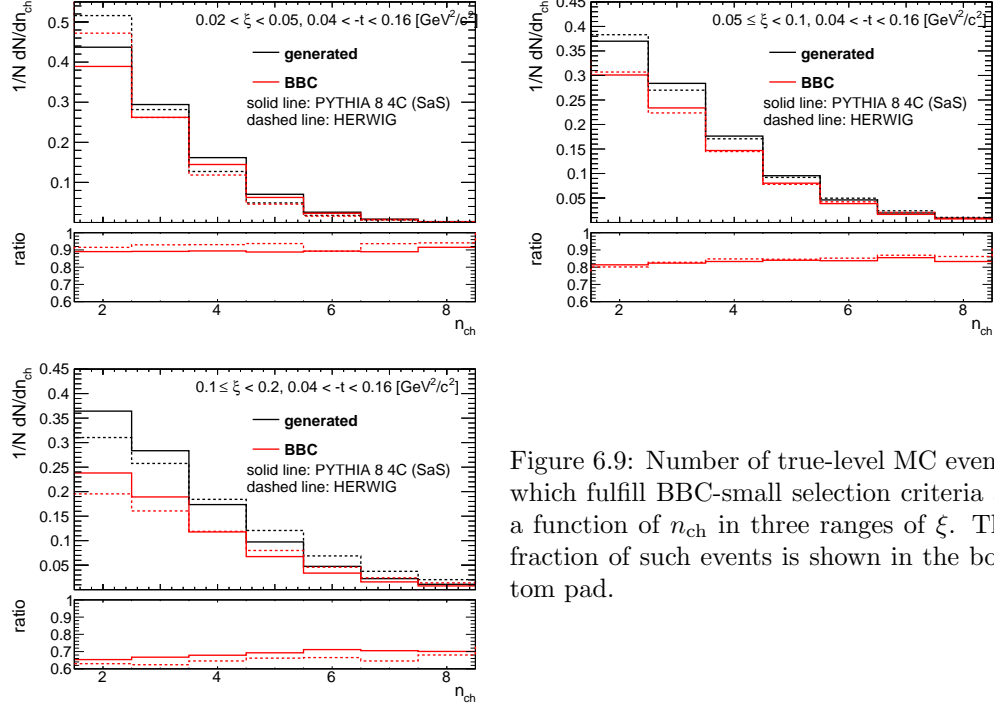 0.02 < ξ < 0.05, 0.04 < -t < 0.16 [GeV²/c²]
1/N dN/dn_ch
0.5
0.4
0.3
0.2
0.1
generated
BBC
solid line: PYTHIA 8 4C (SaS)
dashed line: HERWIG
ratio
1
0.9
0.8
0.7
0.6
2 4 6 8
n_ch
0.05 ≤ ξ < 0.1, 0.04 < -t < 0.16 [GeV²/c²]
1/N dN/dn_ch
0.45
0.4
0.35
0.3
0.25
0.2
0.15
0.1
0.05
generated
BBC
solid line: PYTHIA 8 4C (SaS)
dashed line: HERWIG
ratio
1
0.9
0.8
0.7
0.6
2 4 6 8
n_ch
0.1 ≤ ξ < 0.2, 0.04 < -t < 0.16 [GeV²/c²]
1/N dN/dn_ch
0.45
0.4
0.35
0.3
0.25
0.2
0.15
0.1
0.05
generated
BBC
solid line: PYTHIA 8 4C (SaS)
dashed line: HERWIG
ratio
1
0.9
0.8
0.7
0.6
2 4 6 8
n_ch
Figure 6.9: Number of true-level MC even
which fulfill BBC-small selection criteria
a function of n_ch in three ranges of ξ. Th
fraction of such events is shown in the bo
tom pad.